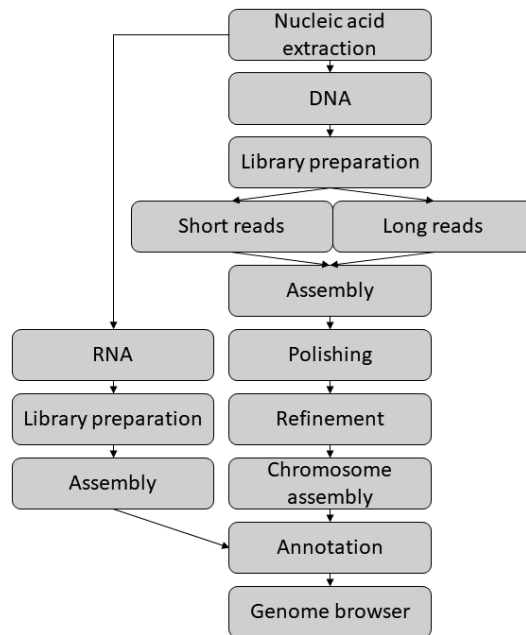 Nucleic acid
extraction
DNA
Library preparation
Short reads
Long reads
Assembly
Polishing
RNA
Library preparation
Refinement
Assembly
Chromosome
assembly
Annotation
Genome browser